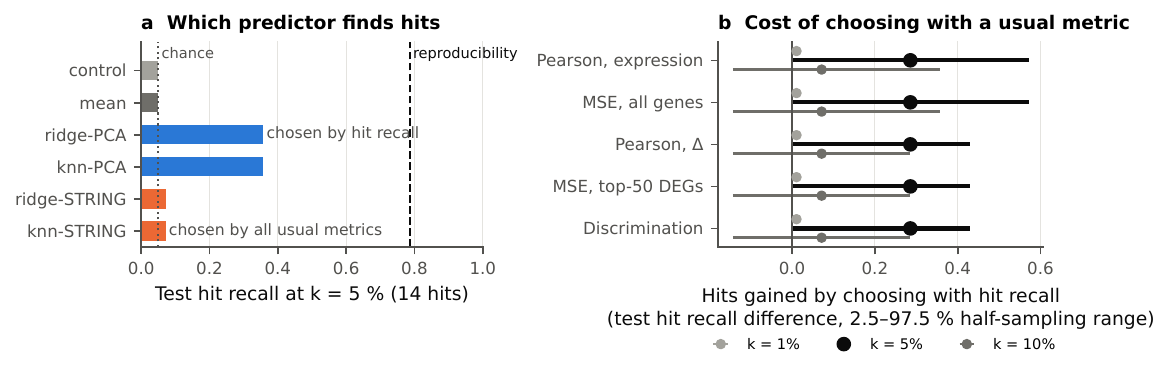 a Which predictor finds hits
chance
reproducibility
control
mean
ridge-PCA
chosen by hit recall
knn-PCA
ridge-STRING
knn-STRING
chosen by all usual metrics
0.0 0.2 0.4 0.6 0.8 1.0
Test hit recall at k = 5 % (14 hits)
b Cost of choosing with a usual metric
Pearson, expression
MSE, all genes
Pearson, Δ
MSE, top-50 DEGs
Discrimination
0.0 0.2 0.4 0.6
Hits gained by choosing with hit recall
(test hit recall difference, 2.5–97.5 % half-sampling range)
k = 1% k = 5% k = 10%